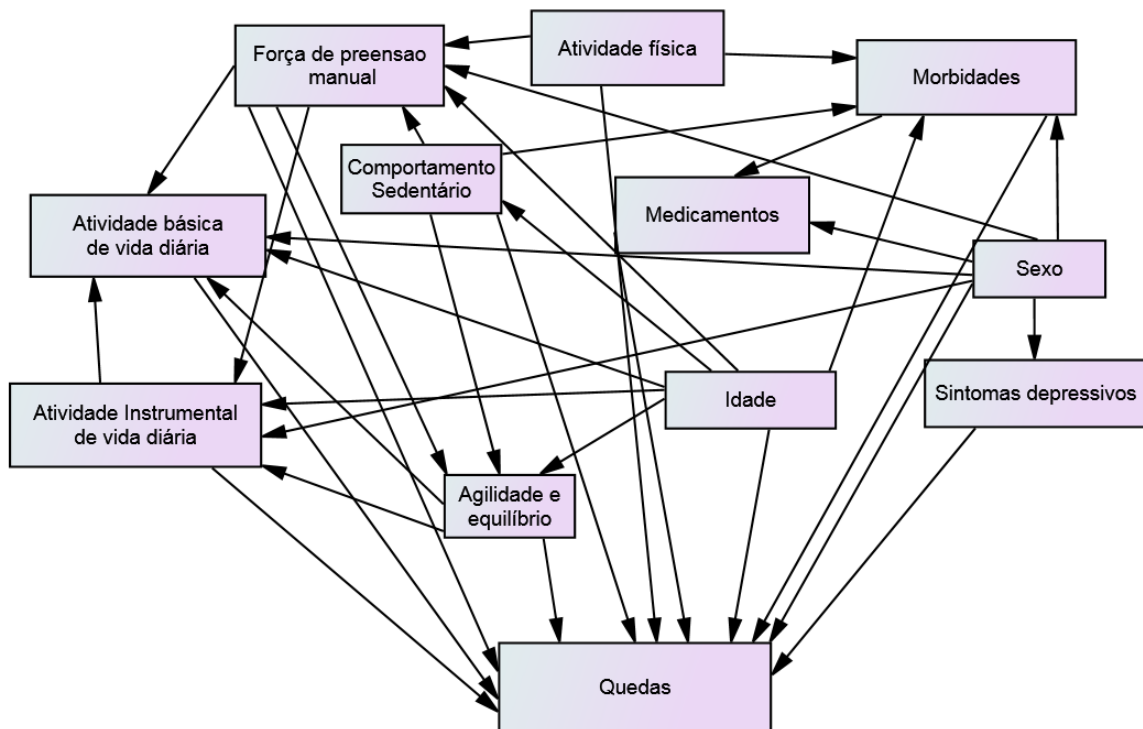 Força de preensao
manual
Atividade física
Morbidades
Comportamento
Sedentário
Medicamentos
Atividade básica
de vida diária
Sexo
Atividade Instrumental
de vida diária
Idade
Sintomas depressivos
Agilidade e
equilíbrio
Quedas